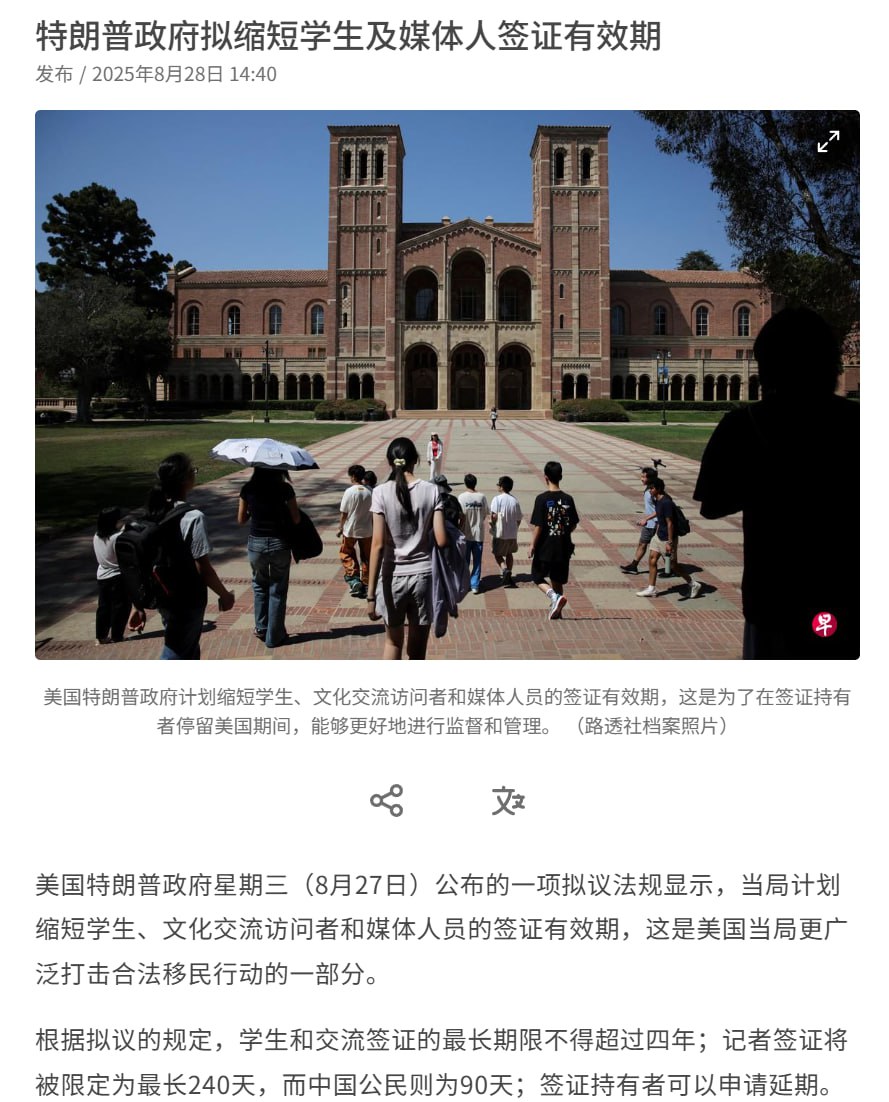 特朗普政府拟缩短学生及媒体人签证有效期
发布 / 2025年8月28日 14:40
早
美国特朗普政府计划缩短学生、文化交流访问者和媒体人员的签证有效期，这是为了在签证持有
者停留美国期间，能够更好地进行监督和管理。（路透社档案照片）
美国特朗普政府星期三（8月27日）公布的一项拟议法规显示，当局计划
缩短学生、文化交流访问者和媒体人员的签证有效期，这是美国当局更广
泛打击合法移民行动的一部分。
根据拟议的规定，学生和交流签证的最长期限不得超过四年；记者签证将
被限定为最长240天，而中国公民则为90天；签证持有者可以申请延期。